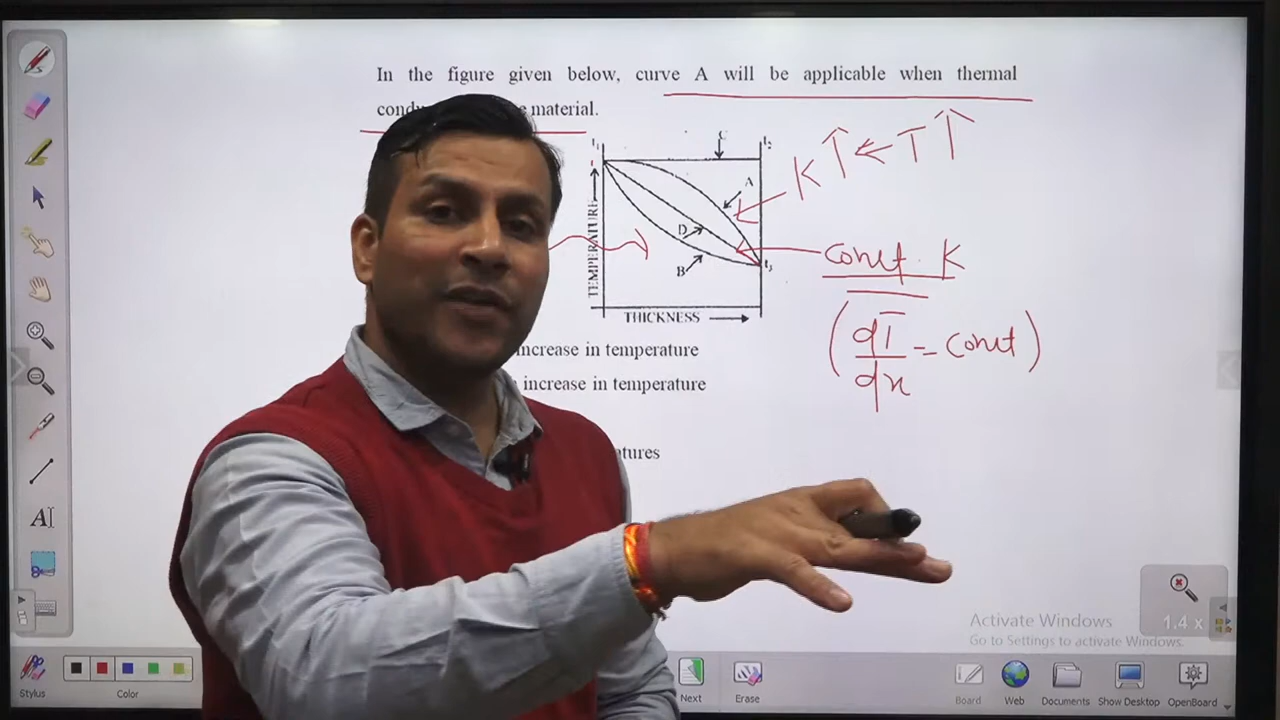 In the figure given below, curve A will be applicable when thermal
material.
t₁
C
t₂
K ↑ ← T ↑
A
TEMPERATURE
D
B
t₃
const. K
THICKNESS
(dT/dx = const)
increase in temperature
increase in temperature
atures
A
Activate Windows
Go to Settings to activate Windows.
1.4 x
Stylus
Color
Next
Erase
Board
Web
Documents
Show Desktop
OpenBoard